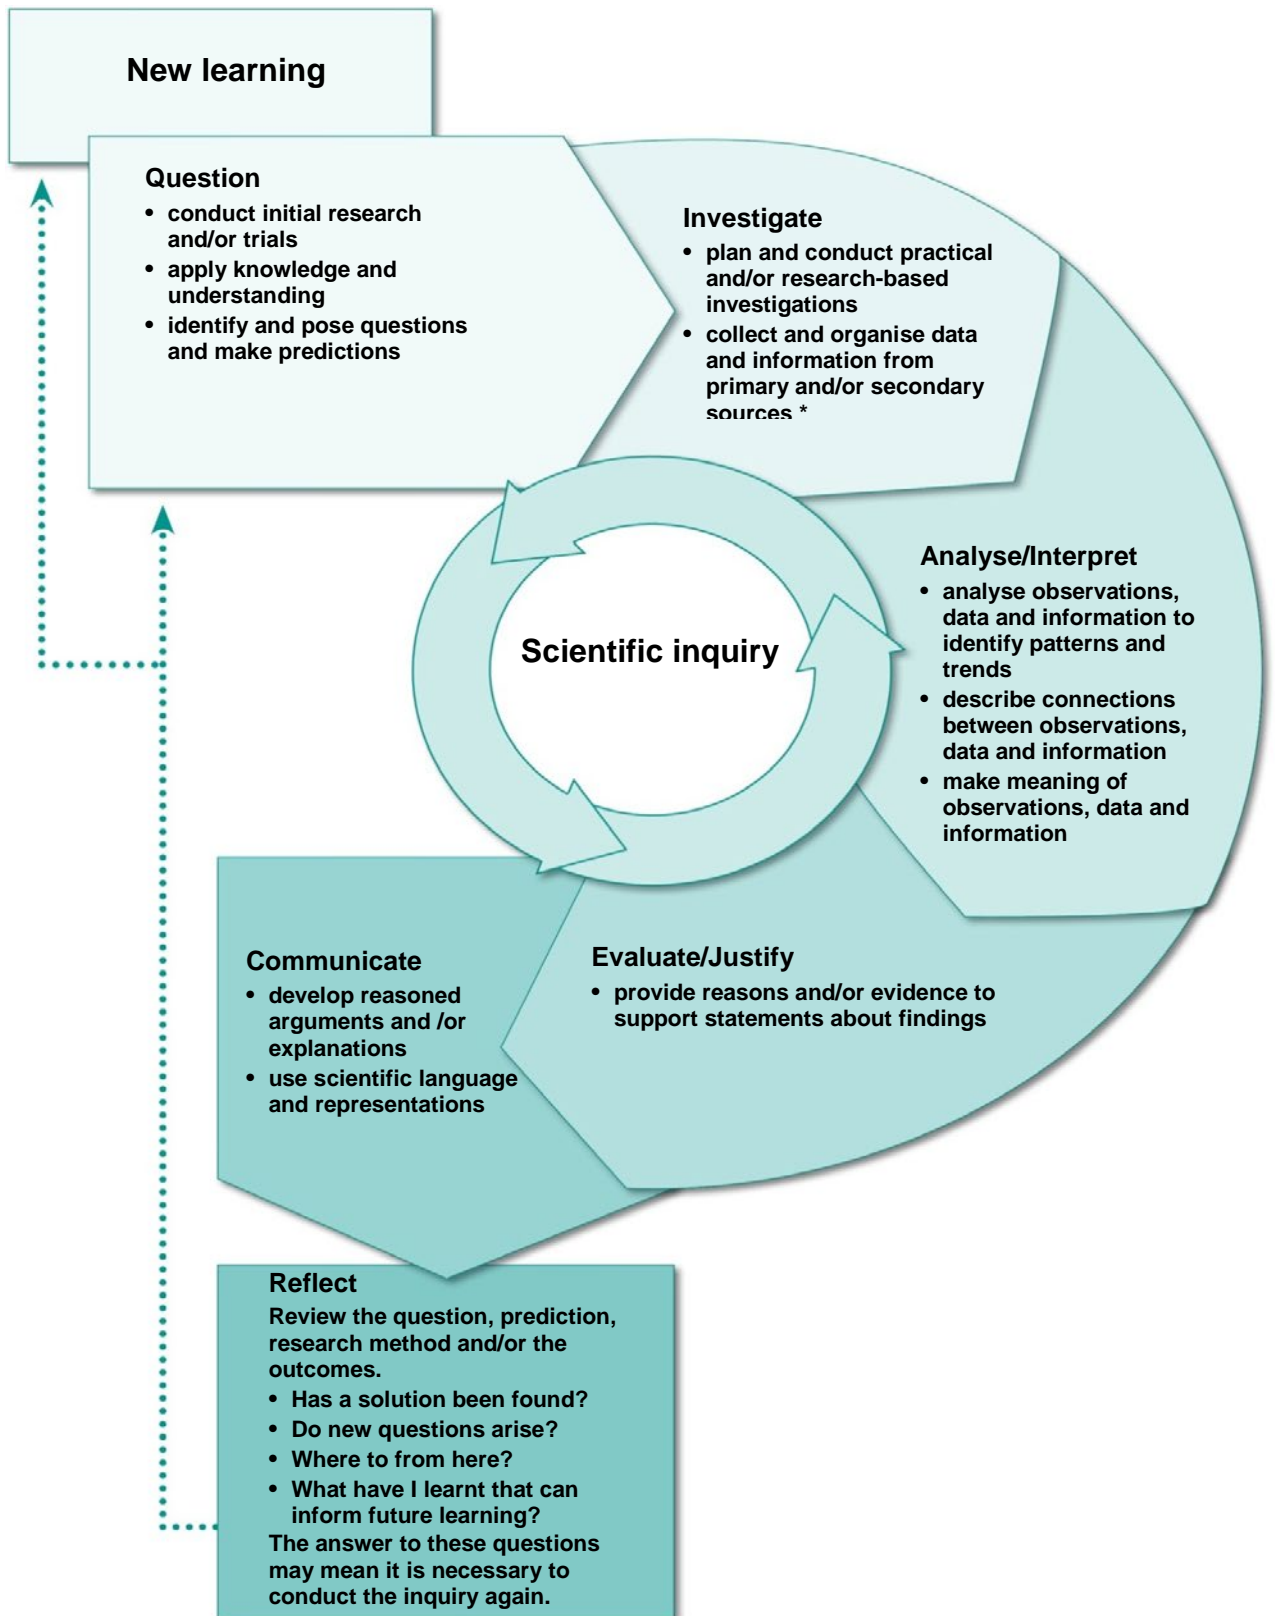 New learning
Question
• conduct initial research
and/or trials
• apply knowledge and
understanding
• identify and pose questions
and make predictions
Investigate
• plan and conduct practical
and/or research-based
investigations
• collect and organise data
and information from
primary and/or secondary
sources *
Analyse/Interpret
• analyse observations,
data and information to
identify patterns and
trends
• describe connections
between observations,
data and information
• make meaning of
observations, data and
information
Scientific inquiry
Evaluate/Justify
• provide reasons and/or evidence to
support statements about findings
Communicate
• develop reasoned
arguments and /or
explanations
• use scientific language
and representations
Reflect
Review the question, prediction,
research method and/or the
outcomes.
• Has a solution been found?
• Do new questions arise?
• Where to from here?
• What have I learnt that can
inform future learning?
The answer to these questions
may mean it is necessary to
conduct the inquiry again.